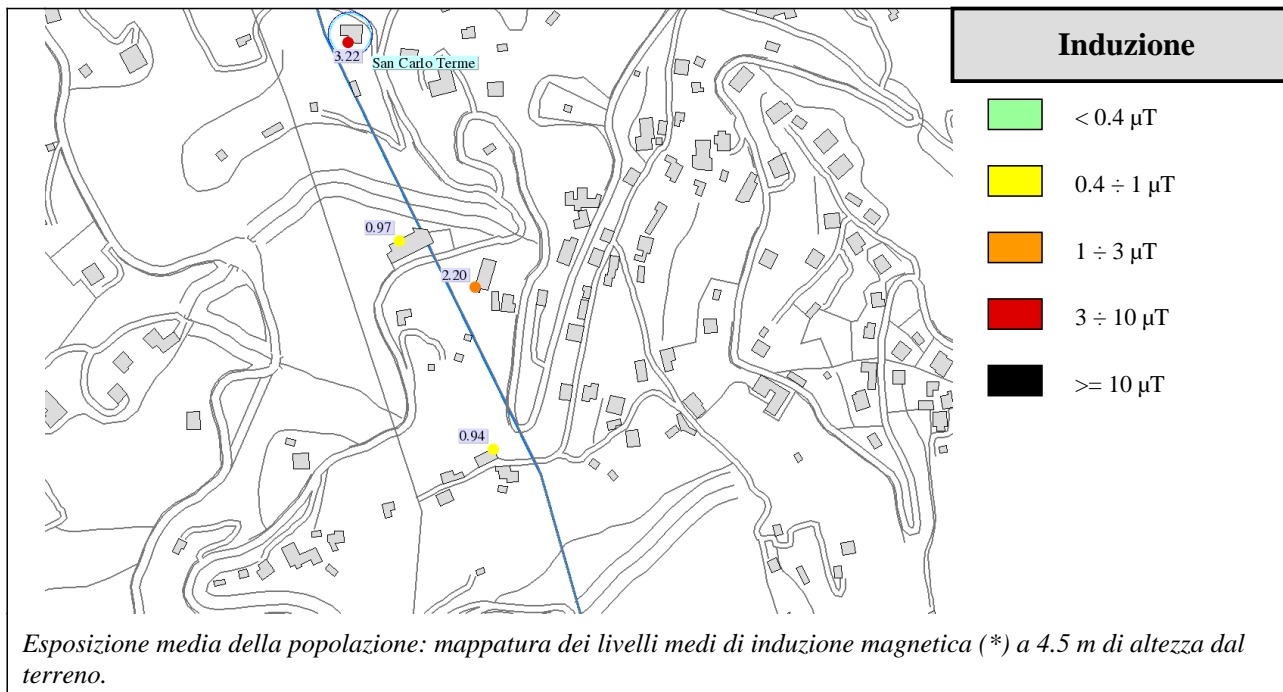 Induzione
< 0.4 µT
0.4 ÷ 1 µT
1 ÷ 3 µT
3 ÷ 10 µT
>= 10 µT
3.22
San Carlo Terme
0.97
2.20
0.94
Esposizione media della popolazione: mappatura dei livelli medi di induzione magnetica (*) a 4.5 m di altezza dal
terreno.